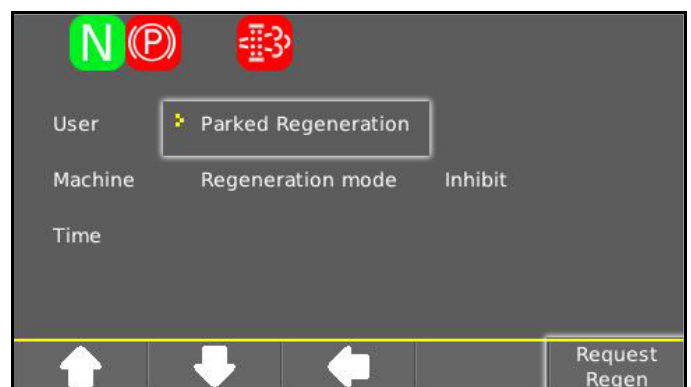 N (P)
User Parked Regeneration
Machine Regeneration mode Inhibit
Time
Request
Regen